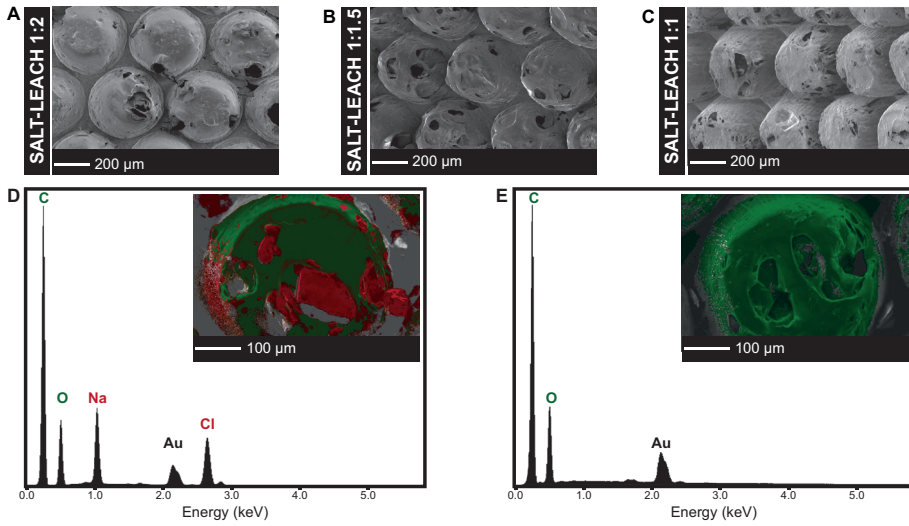 A
SALT-LEACH 1:2
200 µm
B
SALT-LEACH 1:1.5
200 µm
C
SALT-LEACH 1:1
200 µm
D
C
O
Na
Au
Cl
100 µm
0.0 1.0 2.0 3.0 4.0 5.0
Energy (keV)
E
C
O
Au
100 µm
0.0 1.0 2.0 3.0 4.0 5.0
Energy (keV)